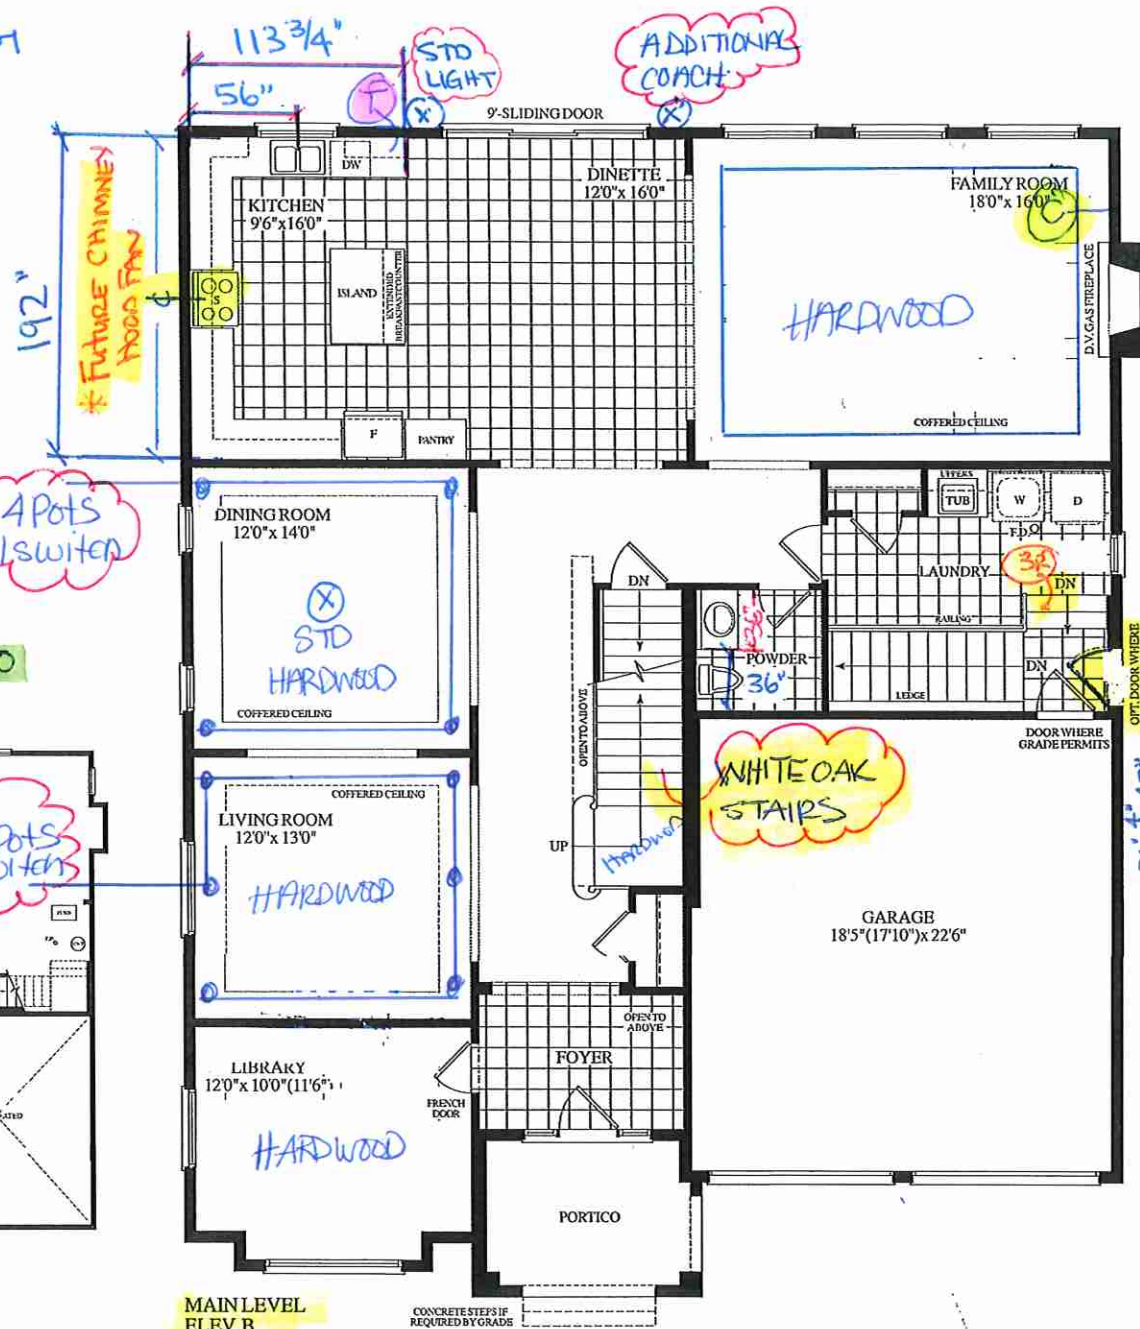 113 3/4"
STD
LIGHT
ADDITIONAL
COACH
56"
T
X
X
9'-SLIDING DOOR
DW
DINETTE
12'0"x 16'0"
FAMILY ROOM
18'0"x 16'0"
C
KITCHEN
9'6"x16'0"
192"
* FUTURE CHIMNEY
HOOD FAN
S
ISLAND
EXTENDED
BREAKFAST COUNTER
HARDWOOD
D.V. GAS FIREPLACE
COFFERED CEILING
F
PANTRY
4 POTS
1 SWITCH
DINING ROOM
12'0"x 14'0"
X
STD
HARDWOOD
COFFERED CEILING
UPPERS
TUB
W
D
F.D.
LAUNDRY
3R
DN
DN
RAILING
36"
POWDER
36"
DN
LEDGE
OPEN TO ABOVE
DOOR WHERE
GRADE PERMITS
OPT. DOOR WHERE
WHITE OAK
STAIRS
COFFERED CEILING
LIVING ROOM
12'0"x 13'0"
HARDWOOD
UP
POTS
GARAGE
18'5"(17'10")x 22'6"
OPEN TO
ABOVE
FOYER
LIBRARY
12'0"x 10'0"(11'6")
FRENCH
DOOR
HARDWOOD
PORTICO
MAIN LEVEL
ELEV. B
CONCRETE STEPS IF
REQUIRED BY GRADE